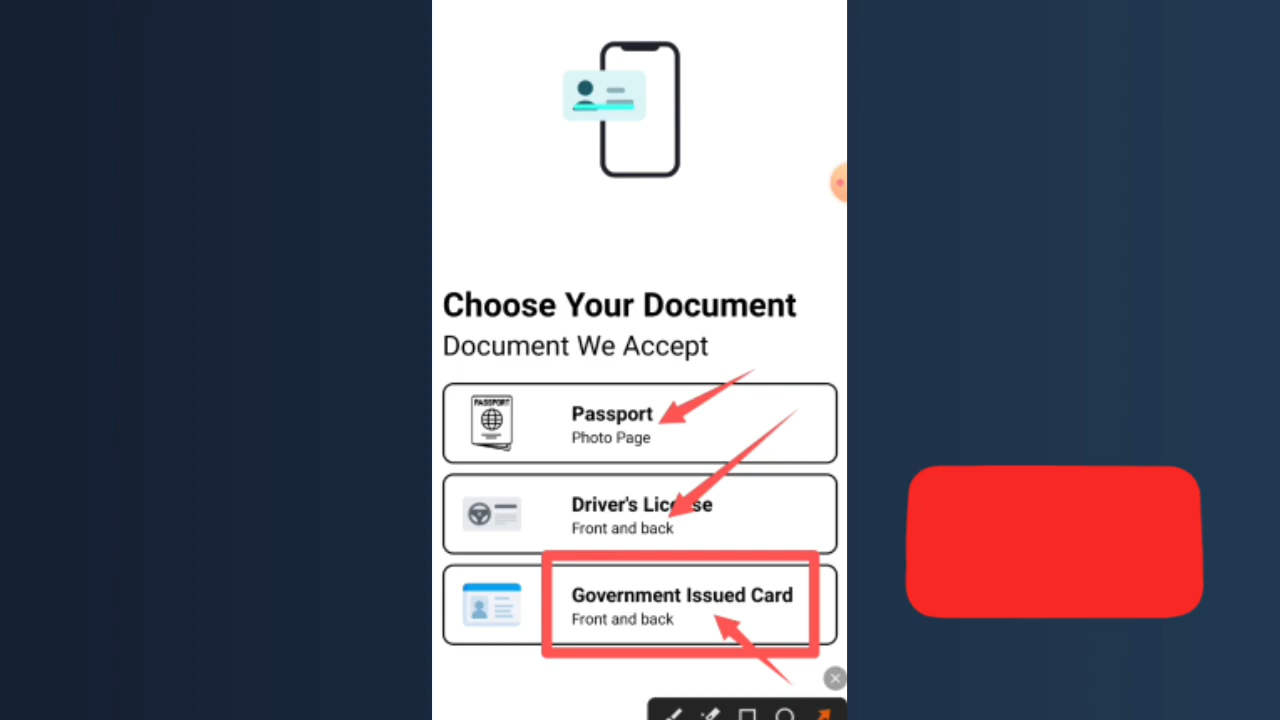 Choose Your Document
Document We Accept
PASSPORT
Passport
Photo Page
Driver's License
Front and back
Government Issued Card
Front and back